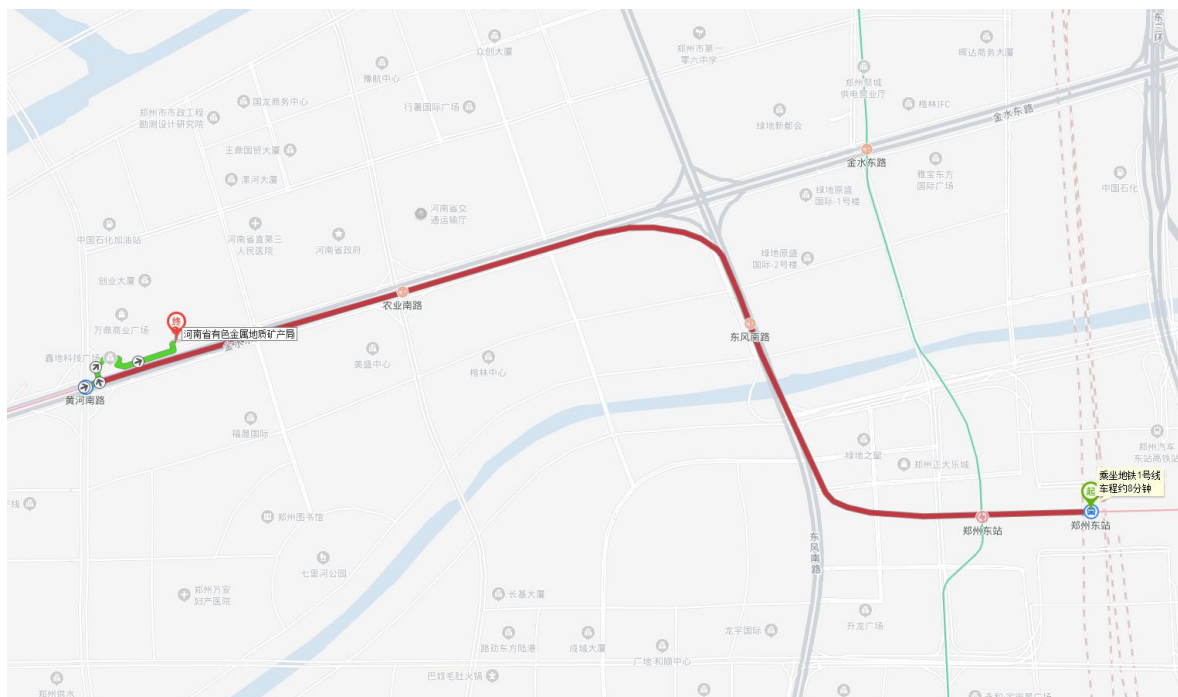 众创大厦
郑州市第一
零六中学
晖达商务大厦
东三环
豫航中心
郑州市市政工程
勘测设计研究院
国龙商务中心
行署国际广场
供电营业厅
格林IFC
绿地新都会
金水东路
王鼎国贸大厦
金水东路
漯河大厦
雅宝东方
国际广场
中国石化
绿地原盛
国际-1号楼
河南省交
通运输厅
中国石化加油站
河南省直第三
人民医院
河南省政府
绿地原盛
国际-2号楼
创业大厦
农业南路
万鼎商业广场
终
河南省有色金属地质矿产局
东风南路
鑫地科技广场
美盛中心
格林中心
黄河南路
福晟国际
绿地之窗
郑州正大乐城
郑州汽车
东站高铁站
乘坐地铁1号线
车程约8分钟
起
郑州图书馆
郑州东站
郑州东站
东风南路
七里河公园
郑州万安
妇产医院
长基大厦
升龙广场
龙宇国际
路劲东方陆港
成城大厦
广地·和顺中心
巴奴毛肚火锅
郑州供水